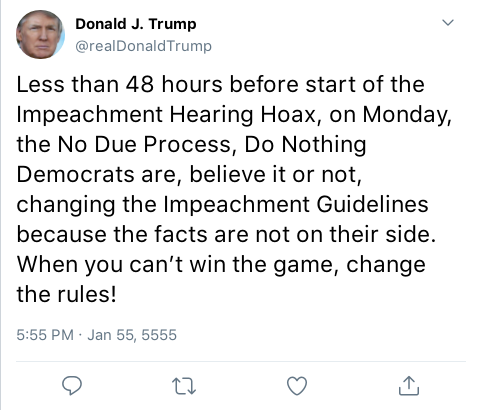 Donald J. Trump
@realDonaldTrump
Less than 48 hours before start of the
Impeachment Hearing Hoax, on Monday,
the No Due Process, Do Nothing
Democrats are, believe it or not,
changing the Impeachment Guidelines
because the facts are not on their side.
When you can’t win the game, change
the rules!
5:55 PM · Jan 55, 5555